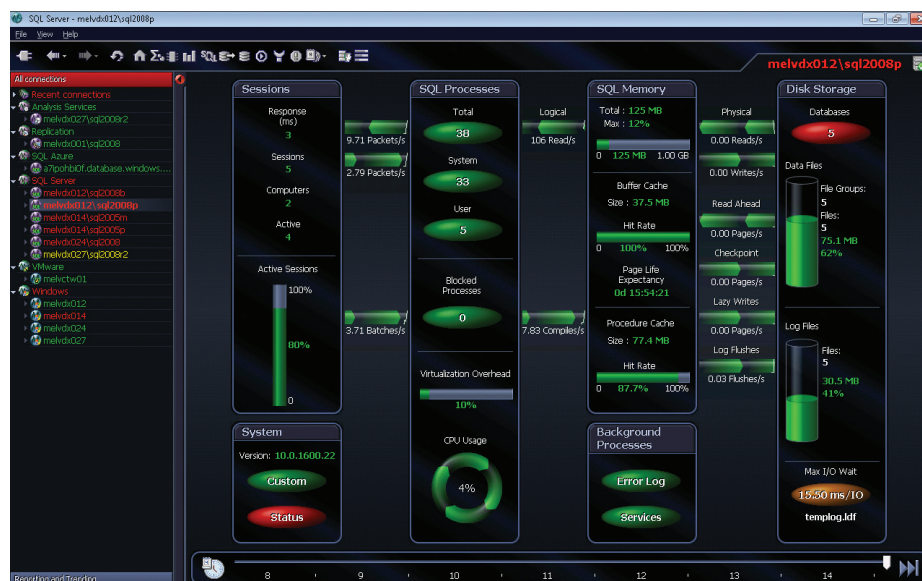 SQL Server - melvdx012\sql2008p
File View Help
melvdx012\sql2008p
All connections
Recent connections
Analysis Services
melvdx027\sql2008r2
Replication
melvdx001\sql2008
SQL Azure
a7ipohbi0f.database.windows....
SQL Server
melvdx012\sql2008b
melvdx012\sql2008p
melvdx014\sql2005m
melvdx014\sql2005p
melvdx024\sql2008
melvdx027\sql2008r2
VMware
melvctw01
Windows
melvdx012
melvdx014
melvdx024
melvdx027
Reporting and Trending
Sessions
Response
(ms)
3
Sessions
5
Computers
2
Active
4
Active Sessions
100%
80%
0
9.71 Packets/s
2.79 Packets/s
3.71 Batches/s
System
Version: 10.0.1600.22
Custom
Status
SQL Processes
Total
38
System
33
User
5
Blocked
Processes
0
Virtualization Overhead
10%
CPU Usage
4%
Logical
106 Read/s
7.83 Compiles/s
SQL Memory
Total : 125 MB
Max : 12%
0 125 MB 1.00 GB
Buffer Cache
Size : 37.5 MB
Hit Rate
0 100% 100%
Page Life
Expectancy
0d 15:54:21
Procedure Cache
Size : 77.4 MB
Hit Rate
0 87.7% 100%
Background
Processes
Error Log
Services
Physical
0.00 Reads/s
0.00 Writes/s
Read Ahead
0.00 Pages/s
Checkpoint
0.00 Pages/s
Lazy Writes
0.00 Pages/s
Log Flushes
0.03 Flushes/s
Disk Storage
Databases
5
Data Files
File Groups:
5
Files:
5
75.1 MB
62%
Log Files
Files:
5
30.5 MB
41%
Max I/O Wait
15.50 ms/IO
templog.ldf
8 9 10 11 12 13 14